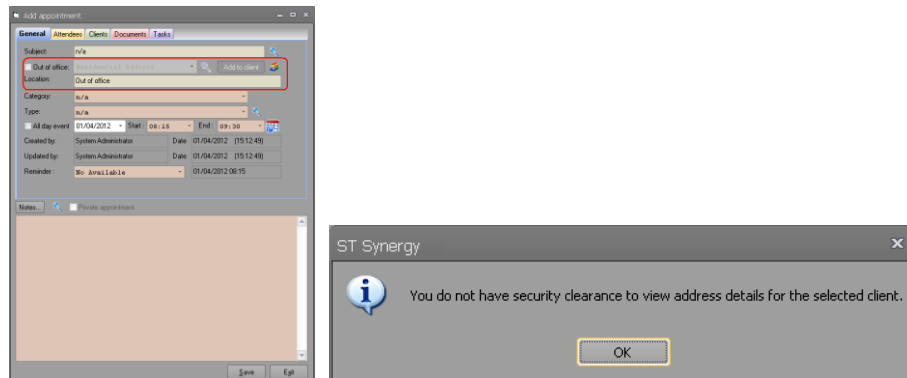 Add appointment
General Attendees Clients Documents Tasks
Subject: n/a
Out of office: Residential Address Add to client
Location: Out of office
Category: n/a
Type: n/a
All day event 01/04/2012 Start: 08:15 End: 09:30
Created by: System Administrator Date 01/04/2012 (15:12:49)
Updated by: System Administrator Date 01/04/2012 (15:12:49)
Reminder: No Available 01/04/2012 08:15
Notes... Private appointment
Save Exit
ST Synergy
You do not have security clearance to view address details for the selected client.
OK